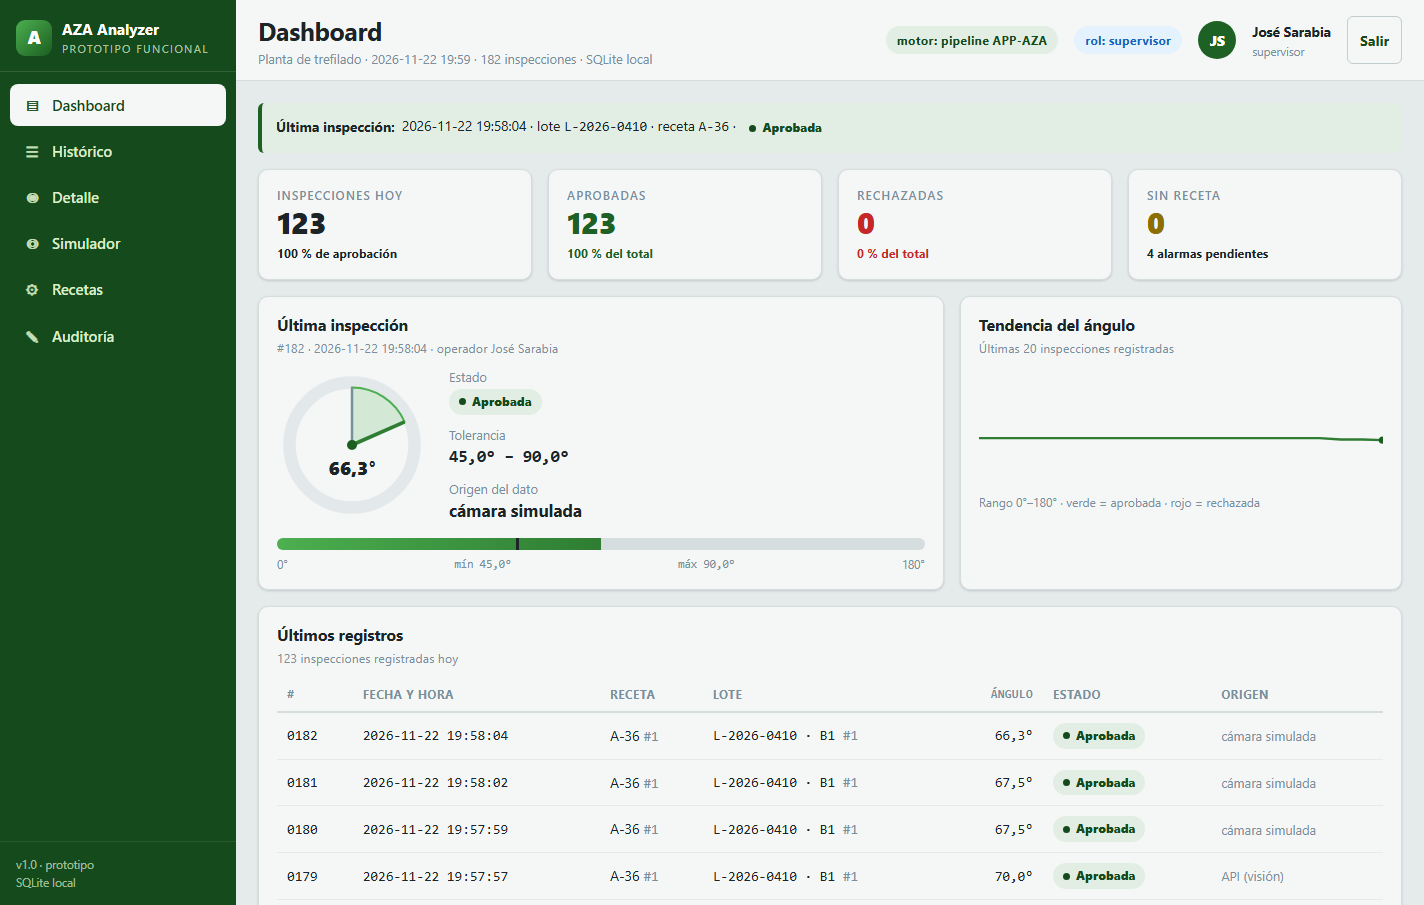 A
AZA Analyzer
PROTOTIPO FUNCIONAL
Dashboard
Histórico
Detalle
Simulador
Recetas
Auditoría
v1.0 · prototipo
SQLite local
Dashboard
Planta de trefilado · 2026-11-22 19:59 · 182 inspecciones · SQLite local
motor: pipeline APP-AZA
rol: supervisor
JS
José Sarabia
supervisor
Salir
Última inspección: 2026-11-22 19:58:04 · lote L-2026-0410 · receta A-36 · Aprobada
INSPECCIONES HOY
123
100 % de aprobación
APROBADAS
123
100 % del total
RECHAZADAS
0
0 % del total
SIN RECETA
0
4 alarmas pendientes
Última inspección
#182 · 2026-11-22 19:58:04 · operador José Sarabia
66,3°
Estado
Aprobada
Tolerancia
45,0° – 90,0°
Origen del dato
cámara simulada
0° mín 45,0° máx 90,0° 180°
Tendencia del ángulo
Últimas 20 inspecciones registradas
Rango 0°–180° · verde = aprobada · rojo = rechazada
Últimos registros
123 inspecciones registradas hoy
# FECHA Y HORA RECETA LOTE ÁNGULO ESTADO ORIGEN
0182 2026-11-22 19:58:04 A-36 #1 L-2026-0410 · B1 #1 66,3° Aprobada cámara simulada
0181 2026-11-22 19:58:02 A-36 #1 L-2026-0410 · B1 #1 67,5° Aprobada cámara simulada
0180 2026-11-22 19:57:59 A-36 #1 L-2026-0410 · B1 #1 67,5° Aprobada cámara simulada
0179 2026-11-22 19:57:57 A-36 #1 L-2026-0410 · B1 #1 70,0° Aprobada API (visión)